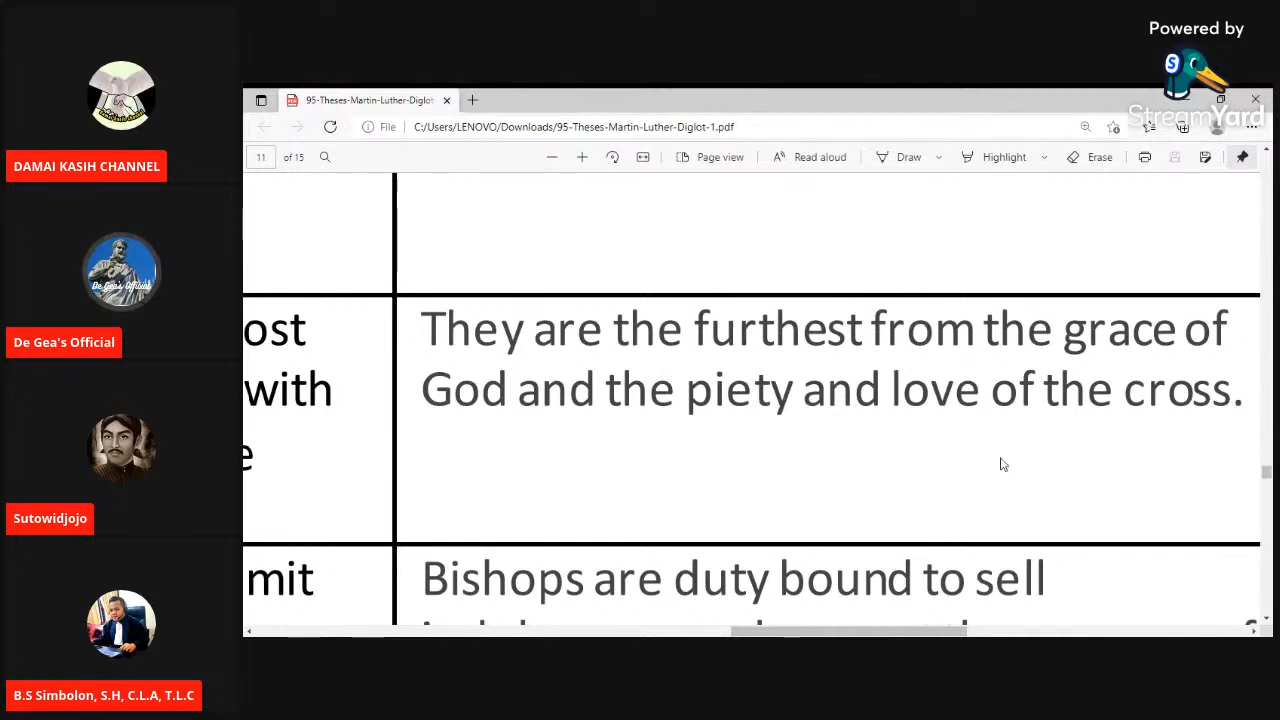 Powered by
StreamYard
DAMAI KASIH CHANNEL
De Gea's Official
De Gea's Official
Sutowidjojo
B.S Simbolon, S.H, C.L.A, T.L.C
95-Theses-Martin-Luther-Diglot
File
C:/Users/LENOVO/Downloads/95-Theses-Martin-Luther-Diglot-1.pdf
11 of 15
Page view
Read aloud
Draw
Highlight
Erase
ost
with
e
mit
They are the furthest from the grace of
God and the piety and love of the cross.
Bishops are duty bound to sell